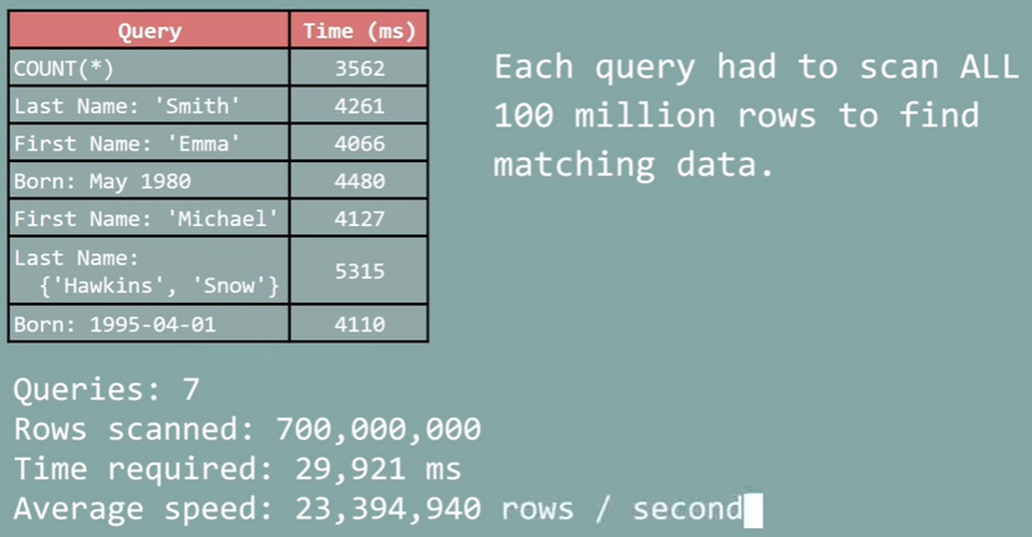 Query Time (ms)
COUNT(*) 3562
Last Name: 'Smith' 4261
First Name: 'Emma' 4066
Born: May 1980 4480
First Name: 'Michael' 4127
Last Name:
{'Hawkins', 'Snow'} 5315
Born: 1995-04-01 4110
Each query had to scan ALL
100 million rows to find
matching data.
Queries: 7
Rows scanned: 700,000,000
Time required: 29,921 ms
Average speed: 23,394,940 rows / second